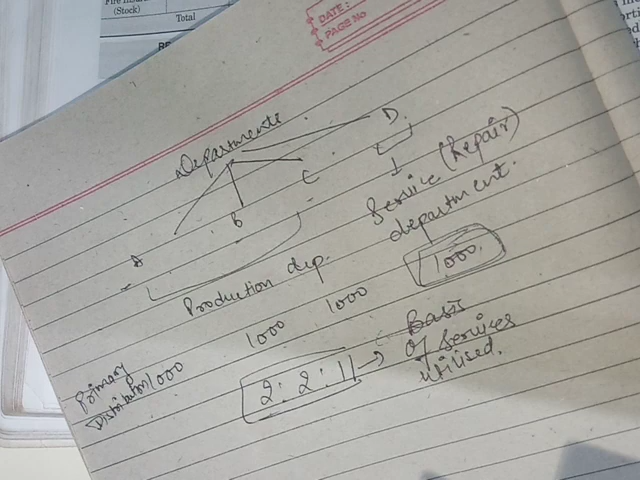 (Stock)
Total
DATE:
PAGE NO
Departments
A
B
C
D.
Production dep.
Service (Repair)
department.
Primary
Distribution 1000
1000
1000
1000.
2:2:1 → Basis
of services
utilised.